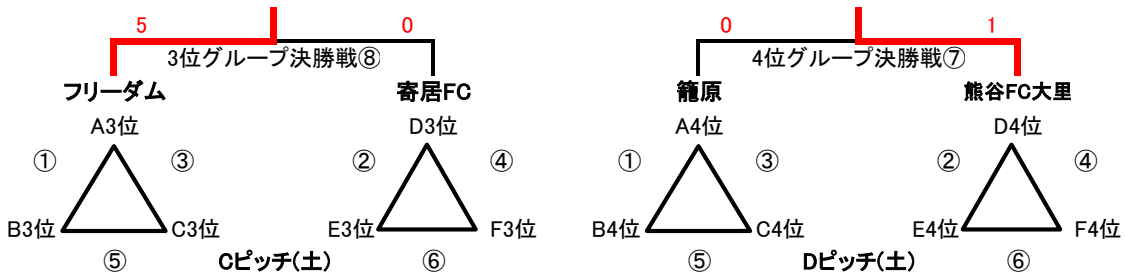 5 0 0 1
3位グループ決勝戦⑧ 4位グループ決勝戦⑦
フリーダム 寄居FC 籠原 熊谷FC大里
A3位 D3位 A4位 D4位
① ③ ② ④ ① ③ ② ④
B3位 C3位 E3位 F3位 B4位 C4位 E4位 F4位
⑤ Cピッチ(土) ⑥ ⑤ Dピッチ(土) ⑥